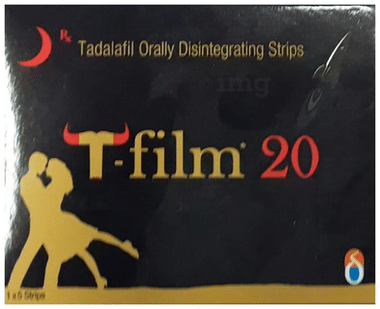 Rx
Tadalafil Orally Disintegrating Strips
T-film* 20
1 x 5 Strips